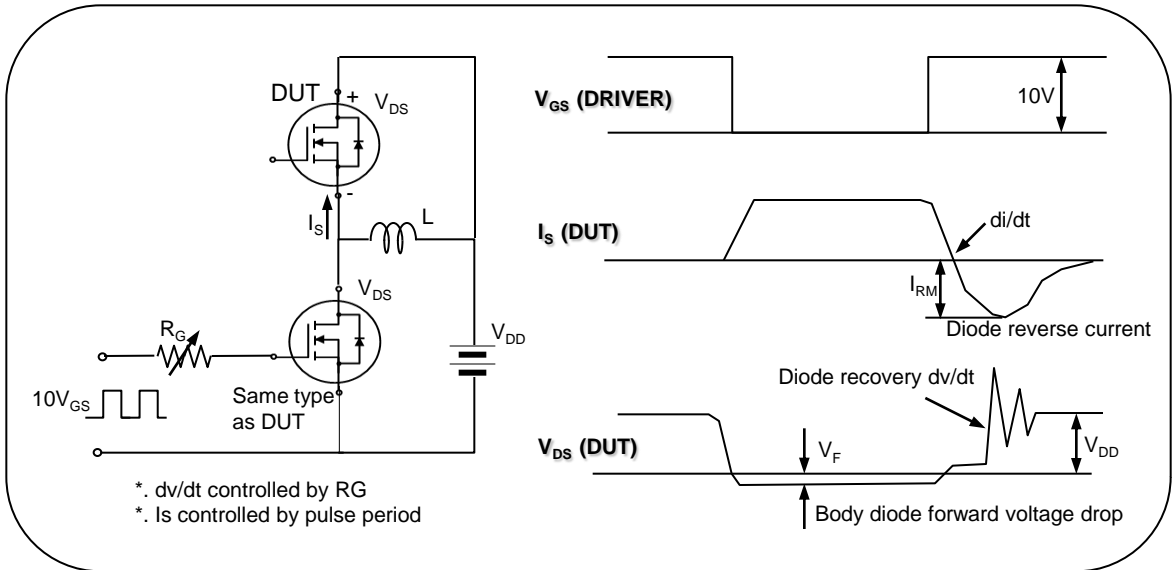 DUT
+
V_DS
-
I_S
L
V_DS
R_G
V_DD
10V_GS
Same type
as DUT
*. dv/dt controlled by RG
*. Is controlled by pulse period
V_GS (DRIVER)
10V
I_S (DUT)
di/dt
I_RM
Diode reverse current
Diode recovery dv/dt
V_DS (DUT)
V_F
V_DD
Body diode forward voltage drop